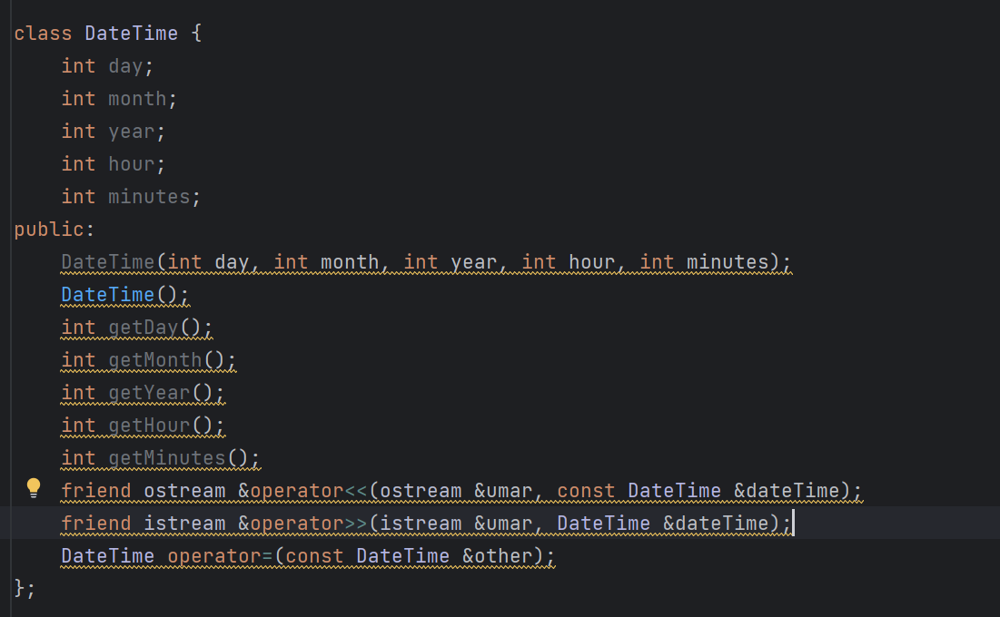 class DateTime {
    int day;
    int month;
    int year;
    int hour;
    int minutes;
public:
    DateTime(int day, int month, int year, int hour, int minutes);
    DateTime();
    int getDay();
    int getMonth();
    int getYear();
    int getHour();
    int getMinutes();
    friend ostream &operator<<(ostream &umar, const DateTime &dateTime);
    friend istream &operator>>(istream &umar, DateTime &dateTime);
    DateTime operator=(const DateTime &other);
};